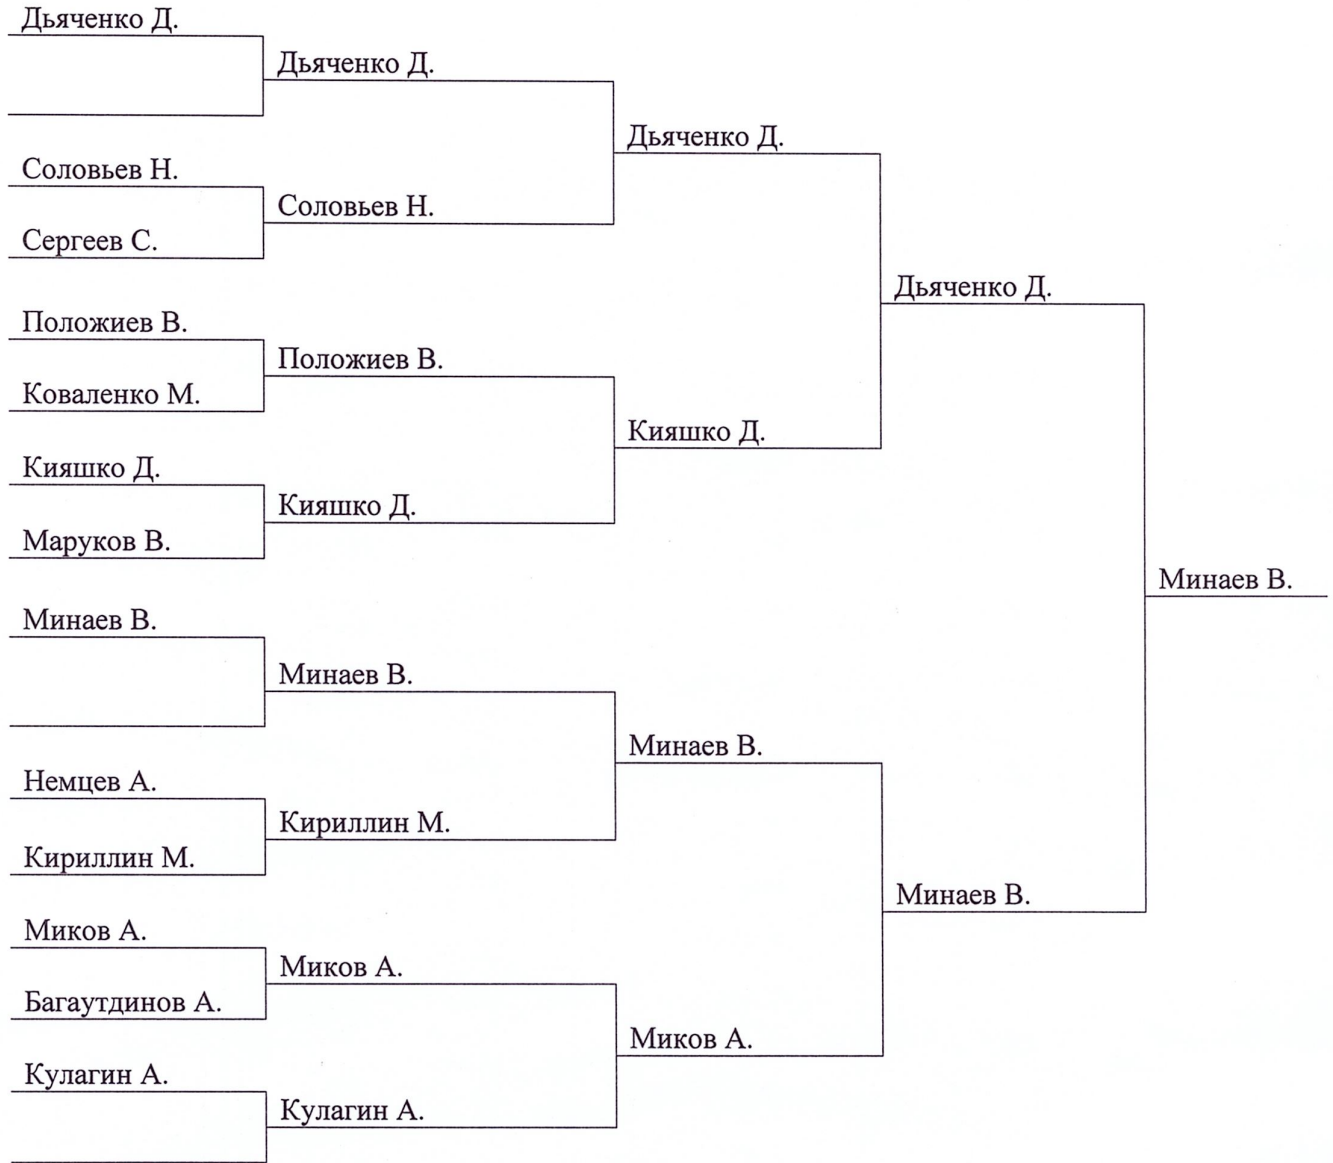 Дьяченко Д.
Дьяченко Д.
Дьяченко Д.
Соловьев Н.
Соловьев Н.
Сергеев С.
Дьяченко Д.
Положиев В.
Положиев В.
Коваленко М.
Кияшко Д.
Кияшко Д.
Кияшко Д.
Маруков В.
Минаев В.
Минаев В.
Минаев В.
Минаев В.
Немцев А.
Кириллин М.
Кириллин М.
Минаев В.
Миков А.
Миков А.
Багаутдинов А.
Миков А.
Кулагин А.
Кулагин А.